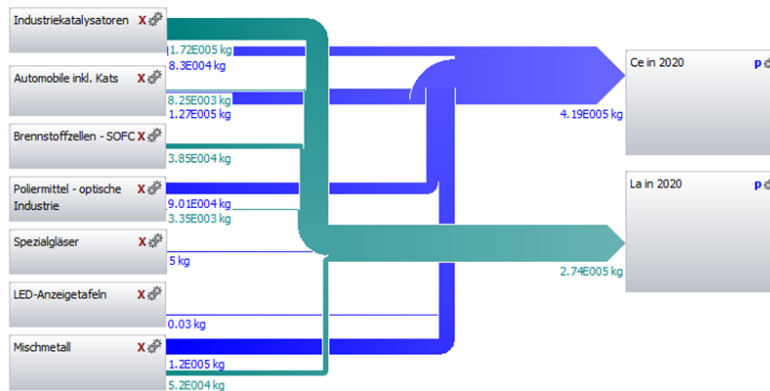 Industriekatalysatoren X
1.72E005 kg
8.3E004 kg
Automobile inkl. Kats X
8.25E003 kg
1.27E005 kg
Brennstoffzellen - SOFC X
3.85E004 kg
Poliermittel - optische X
Industrie
9.01E004 kg
3.35E003 kg
Spezialgläser X
5 kg
LED-Anzeigetafeln X
0.03 kg
Mischmetall X
1.2E005 kg
5.2E004 kg
Ce in 2020 p
4.19E005 kg
La in 2020 p
2.74E005 kg